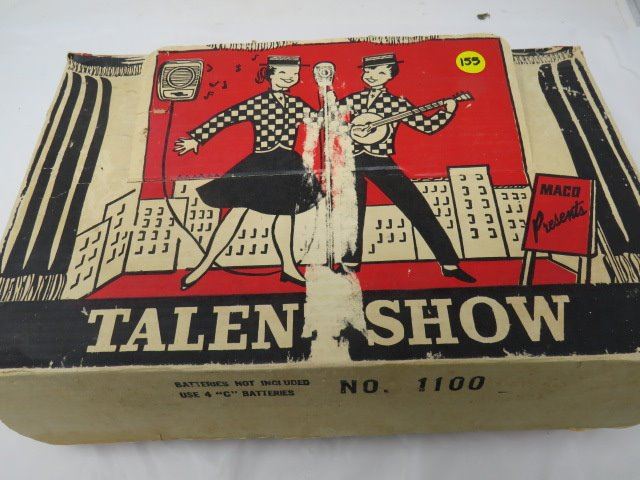 155
MACO
Presents
TALEN SHOW
BATTERIES NOT INCLUDED
USE 4 "C" BATTERIES
NO. 1100